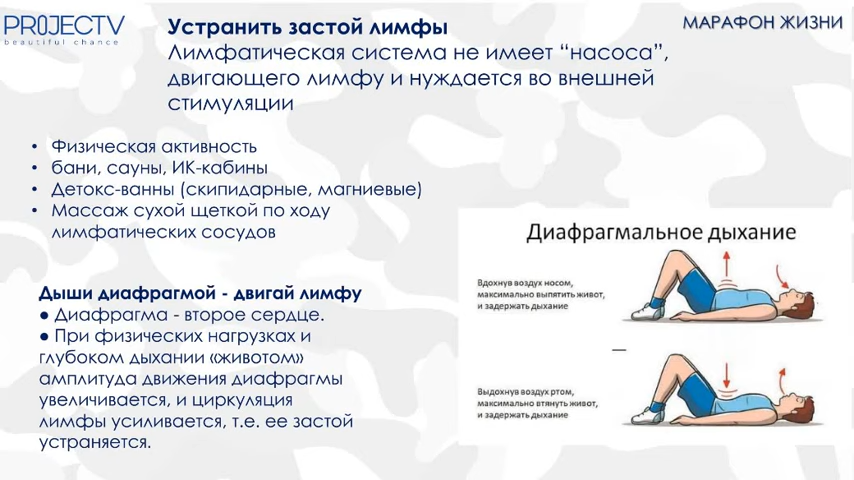 PROJECTV
beautiful chance
МАРАФОН ЖИЗНИ
Устранить застой лимфы
Лимфатическая система не имеет “насоса”,
двигающего лимфу и нуждается во внешней
стимуляции
• Физическая активность
• бани, сауны, ИК-кабины
• Детокс-ванны (скипидарные, магниевые)
• Массаж сухой щеткой по ходу
лимфатических сосудов
Дыши диафрагмой - двигай лимфу
● Диафрагма - второе сердце.
● При физических нагрузках и
глубоком дыхании «животом»
амплитуда движения диафрагмы
увеличивается, и циркуляция
лимфы усиливается, т.е. ее застой
устраняется.
Диафрагмальное дыхание
Вдохнув воздух носом,
максимально выпятить живот,
и задержать дыхание
Выдохнув воздух ртом,
максимально втянуть живот,
и задержать дыхание